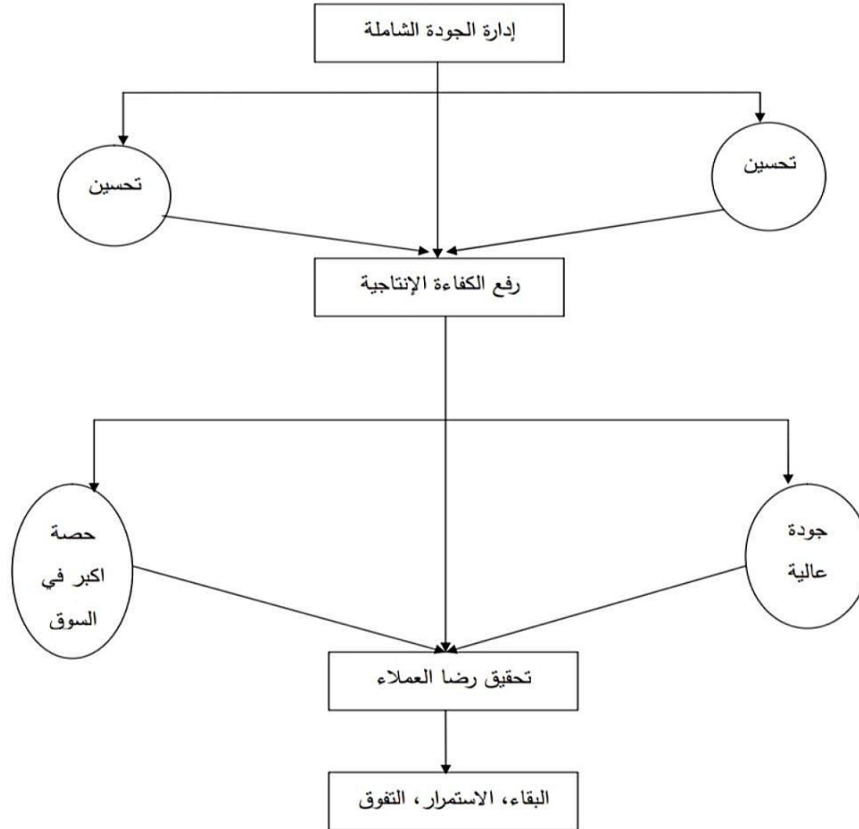 إدارة الجودة الشاملة
تحسين
تحسين
رفع الكفاءة الإنتاجية
جودة
عالية
حصة
اكبر في
السوق
تحقيق رضا العملاء
البقاء، الاستمرار، التفوق